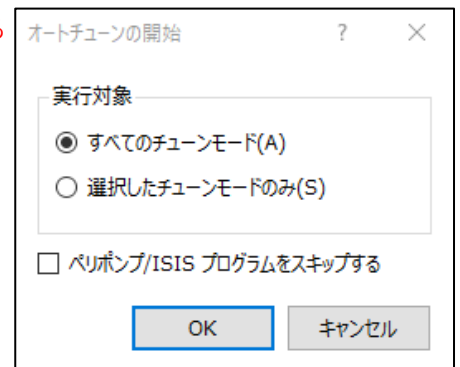 オートチューンの開始 ? ×
実行対象
すべてのチューンモード(A)
選択したチューンモードのみ(S)
ペリポンプ/ISIS プログラムをスキップする
OK キャンセル